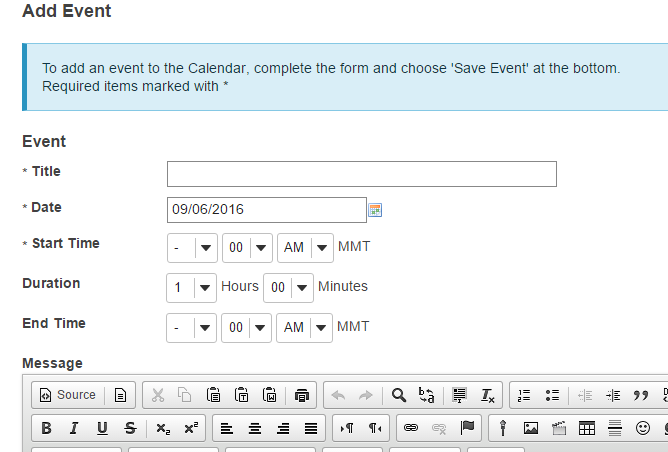 Add Event
To add an event to the Calendar, complete the form and choose 'Save Event' at the bottom.
Required items marked with *
Event
* Title
* Date 09/06/2016
* Start Time - 00 AM MMT
Duration 1 Hours 00 Minutes
End Time - 00 AM MMT
Message
Source
B I U S x₂ x²